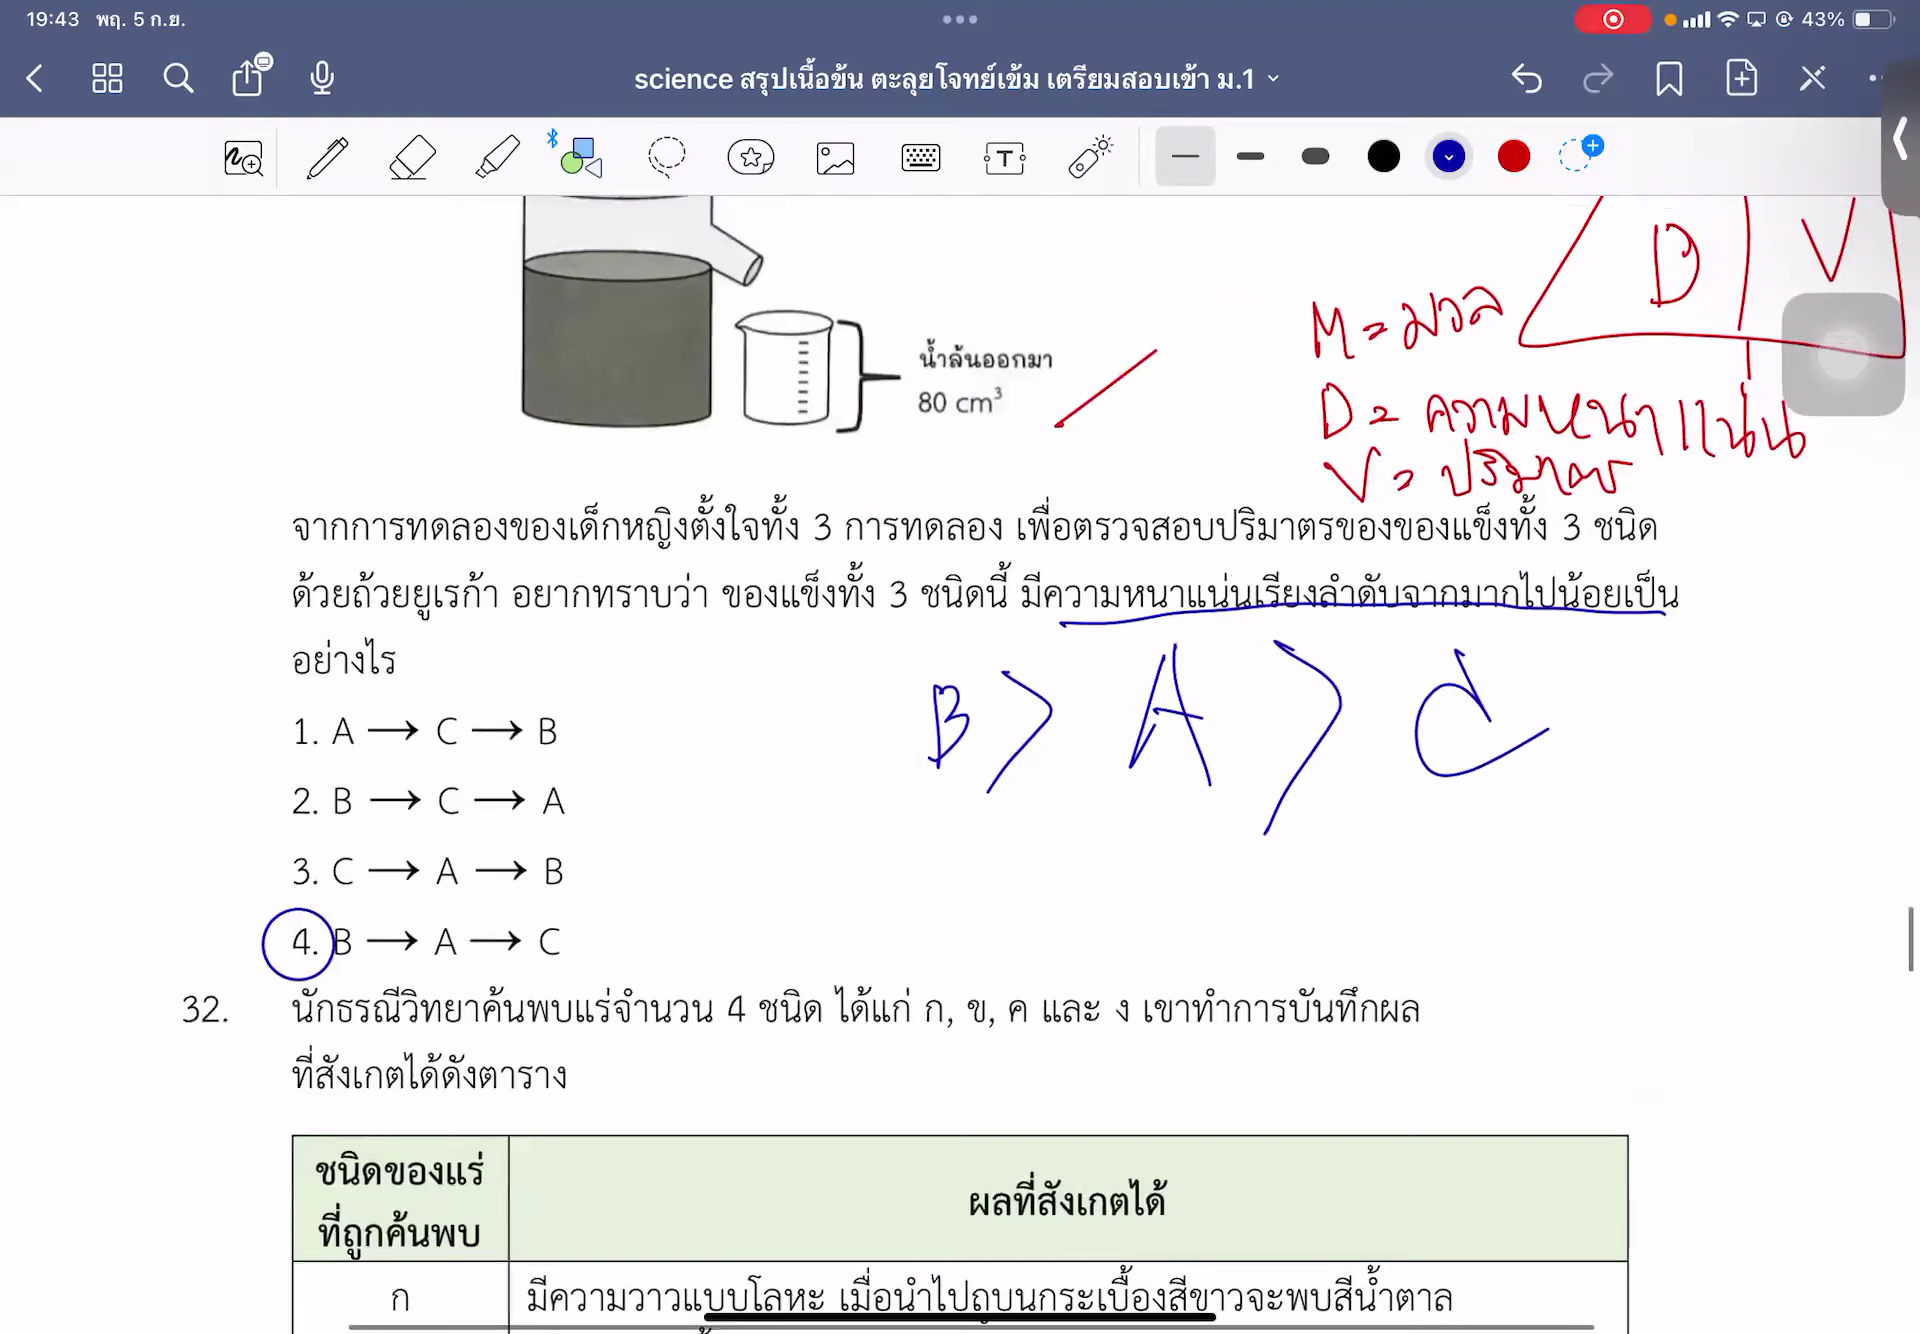 19:43 พฤ. 5 ก.ย.
43%
science สรุปเนื้อข้น ตะลุยโจทย์เข้ม เตรียมสอบเข้า ม.1
T
D V
M = มวล
น้ำล้นออกมา
80 cm³
D = ความหนาแน่น
V = ปริมาตร
จากการทดลองของเด็กหญิงตั้งใจทั้ง 3 การทดลอง เพื่อตรวจสอบปริมาตรของของแข็งทั้ง 3 ชนิด
ด้วยถ้วยยูเรก้า อยากทราบว่า ของแข็งทั้ง 3 ชนิดนี้ มีความหนาแน่นเรียงลำดับจากมากไปน้อยเป็น
อย่างไร
B > A > C
1. A → C → B
2. B → C → A
3. C → A → B
4. B → A → C
32. นักธรณีวิทยาค้นพบแร่จำนวน 4 ชนิด ได้แก่ ก, ข, ค และ ง เขาทำการบันทึกผล
ที่สังเกตได้ดังตาราง
ชนิดของแร่
ที่ถูกค้นพบ
ผลที่สังเกตได้
ก มีความวาวแบบโลหะ เมื่อนำไปถูบนกระเบื้องสีขาวจะพบสีน้ำตาล